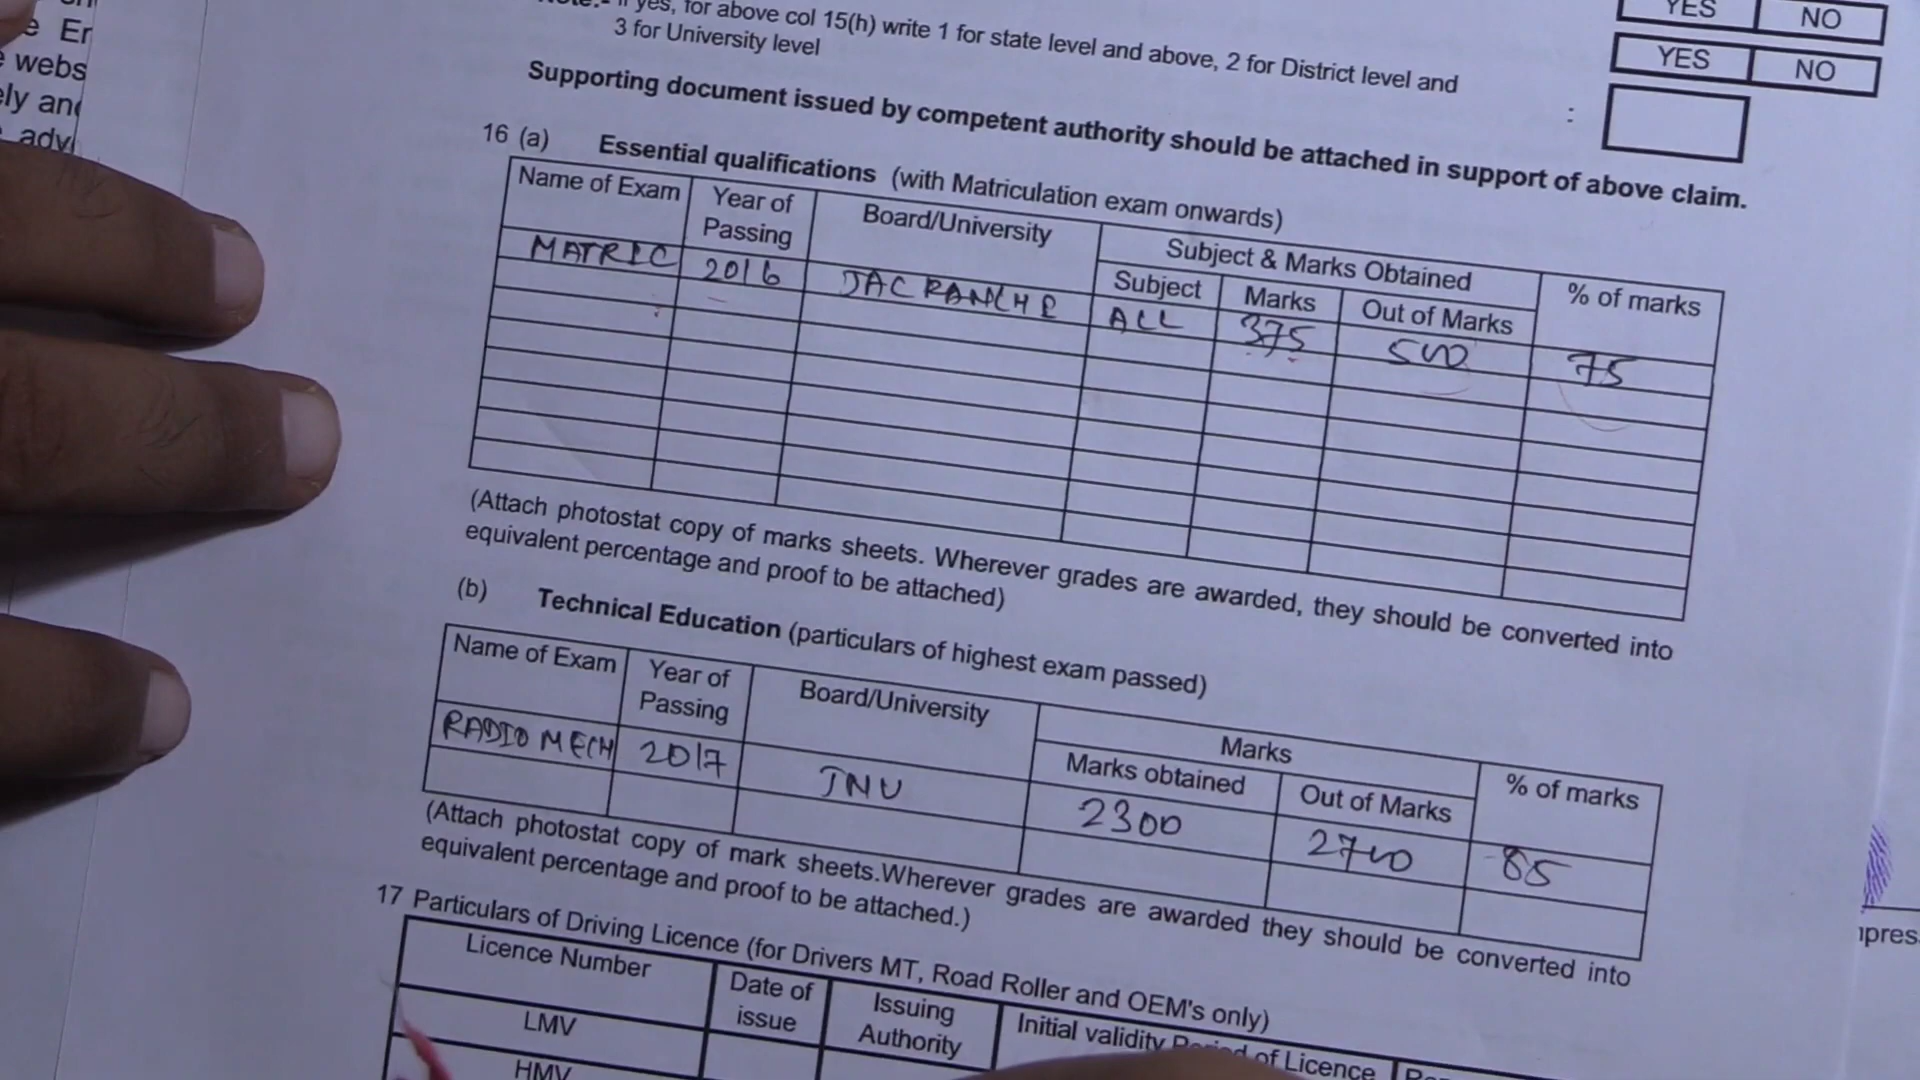 e Er
webs
ely and
adv
If yes, for above col 15(h) write 1 for state level and above, 2 for District level and
3 for University level
YES NO
YES NO
:
Supporting document issued by competent authority should be attached in support of above claim.
16 (a) Essential qualifications (with Matriculation exam onwards)
Name of Exam Year of Passing Board/University Subject & Marks Obtained % of marks
Subject Marks Out of Marks
MATRIC 2016 JAC RANCHI ALL 375 500 75
(Attach photostat copy of marks sheets. Wherever grades are awarded, they should be converted into
equivalent percentage and proof to be attached)
(b) Technical Education (particulars of highest exam passed)
Name of Exam Year of Passing Board/University Marks % of marks
Marks obtained Out of Marks
RADIO MECH 2017 JNU 2300 2700 85
(Attach photostat copy of mark sheets.Wherever grades are awarded they should be converted into
equivalent percentage and proof to be attached.)
17 Particulars of Driving Licence (for Drivers MT, Road Roller and OEM's only)
Licence Number Date of issue Issuing Authority Initial validity Period of Licence
LMV
HMV